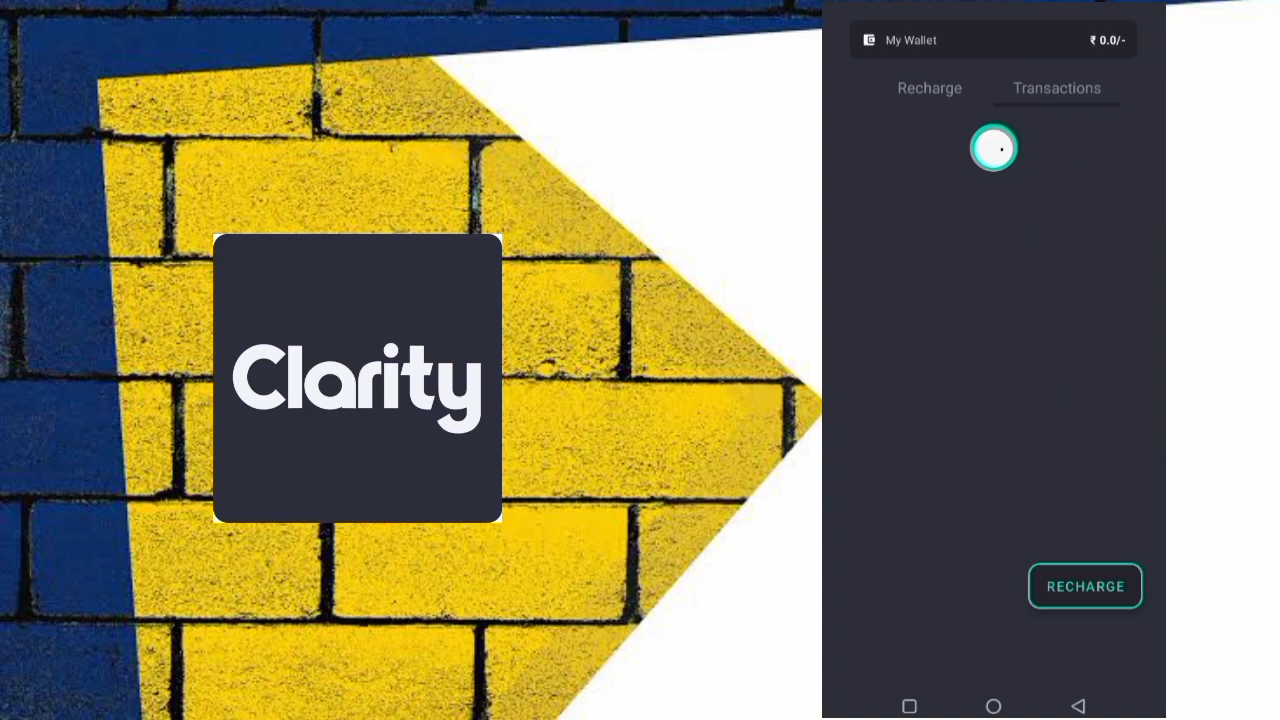 Clarity
My Wallet
₹ 0.0/-
Recharge
Transactions
RECHARGE